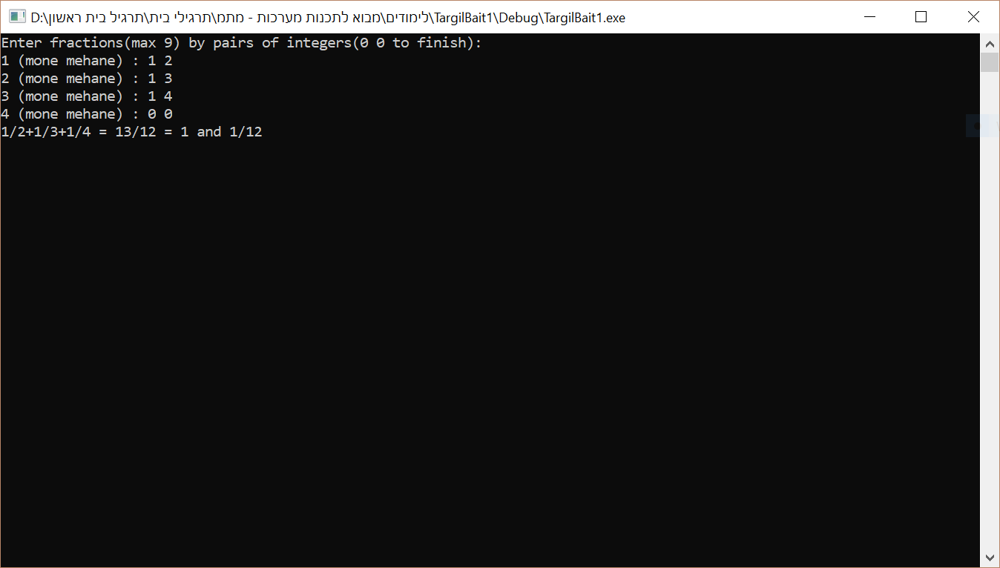 D:\לימודים\מבוא לתכנות מערכות - מתמ\תרגילי בית\תרגיל בית ראשון\TargilBait1\Debug\TargilBait1.exe
Enter fractions(max 9) by pairs of integers(0 0 to finish):
1 (mone mehane) : 1 2
2 (mone mehane) : 1 3
3 (mone mehane) : 1 4
4 (mone mehane) : 0 0
1/2+1/3+1/4 = 13/12 = 1 and 1/12